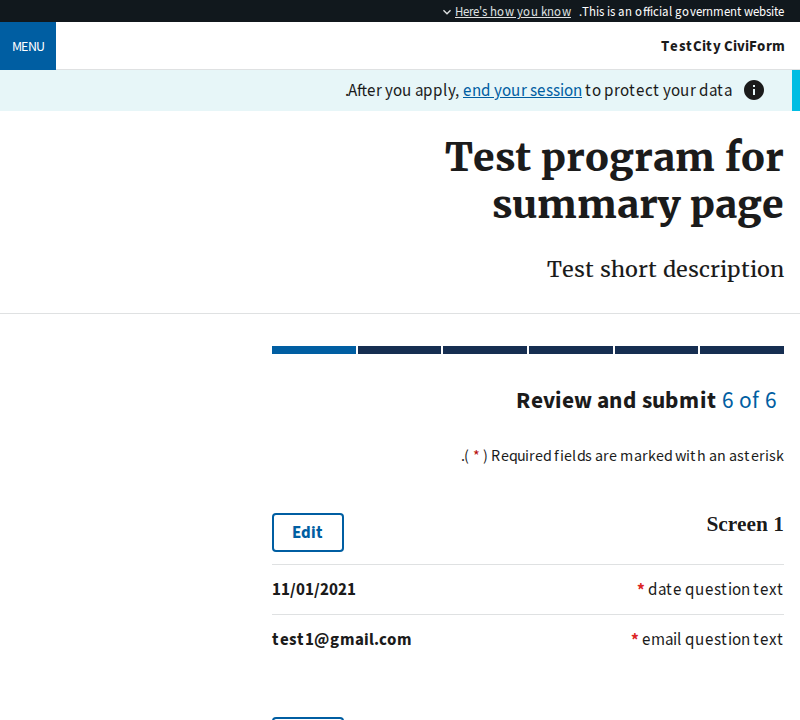 This is an official government website. Here's how you know
TestCity CiviForm
MENU
After you apply, end your session to protect your data.
Test program for
summary page
Test short description
6 of 6 Review and submit
Required fields are marked with an asterisk ( * ).
Screen 1
Edit
date question text *
11/01/2021
email question text *
test1@gmail.com